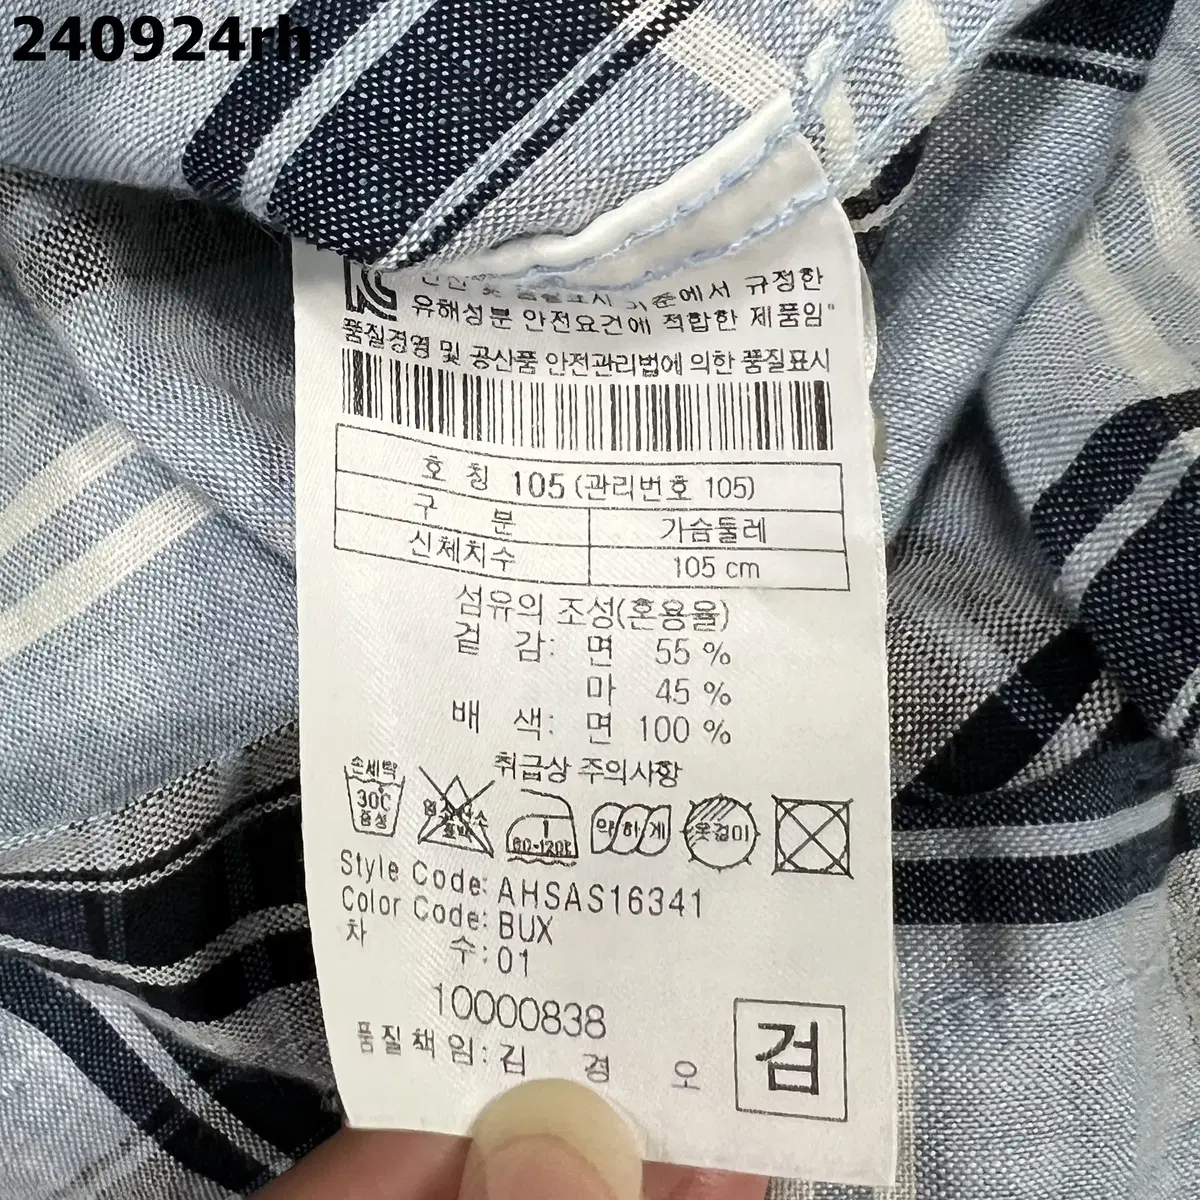 240924rh
규정한
유해성분 안전요건에 적합한 제품임"
품질경영 및 공산품 안전관리법에 의한 품질표시
호 칭 105 (관리번호 105)
구 분 가슴둘레
신체치수 105 cm
섬유의 조성(혼용율)
겉 감: 면 55 %
마 45 %
배 색: 면 100 %
취급상 주의사항
손세탁
30℃
중성
약하게
옷걸이
Style Code: AHSAS16341
Color Code: BUX
차 수: 01
10000838
품질책임: 김 경 오
검